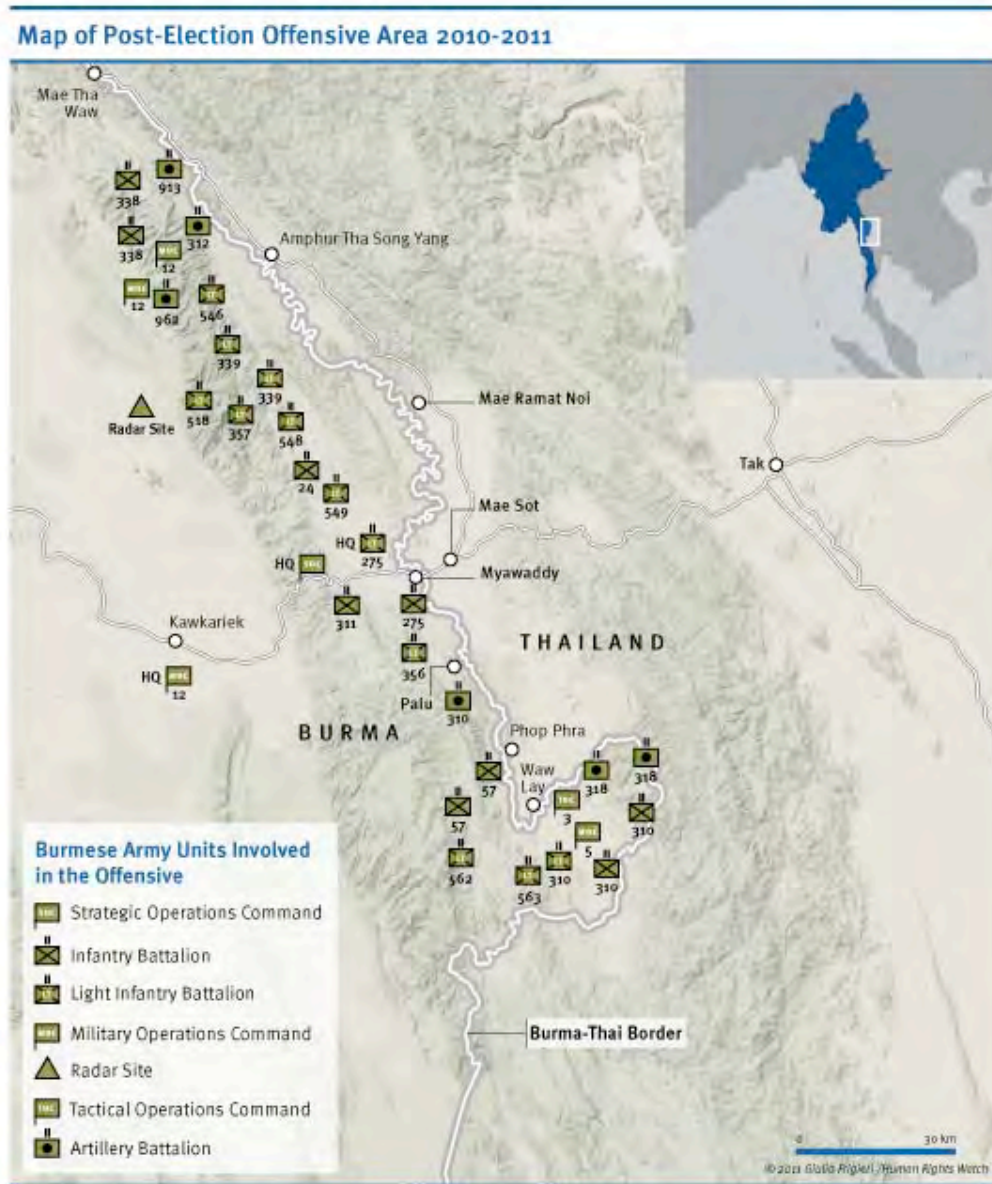 Map of Post-Election Offensive Area 2010-2011
Mae Tha
Waw
338
913
338
312
12
Amphur Tha Song Yang
12
962
546
339
339
518
357
548
Radar Site
Mae Ramat Noi
24
549
Tak
Mae Sot
HQ
275
HQ
Myawaddy
311
275
Kawkariek
THAILAND
356
HQ
12
Palu
310
BURMA
Phop Phra
57
Waw
Lay
318
318
57
3
310
5
562
563
310
310
Burmese Army Units Involved
in the Offensive
SOC Strategic Operations Command
Infantry Battalion
LT Light Infantry Battalion
MOC Military Operations Command
Radar Site
TOC Tactical Operations Command
Artillery Battalion
Burma-Thai Border
0 30 km
© 2011 Giulio Frigieri /Human Rights Watch